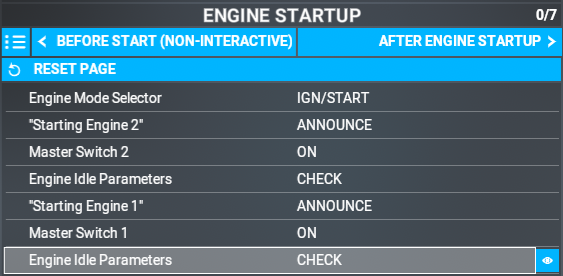 ENGINE STARTUP 0/7
BEFORE START (NON-INTERACTIVE) AFTER ENGINE STARTUP
RESET PAGE
Engine Mode Selector IGN/START
"Starting Engine 2" ANNOUNCE
Master Switch 2 ON
Engine Idle Parameters CHECK
"Starting Engine 1" ANNOUNCE
Master Switch 1 ON
Engine Idle Parameters CHECK